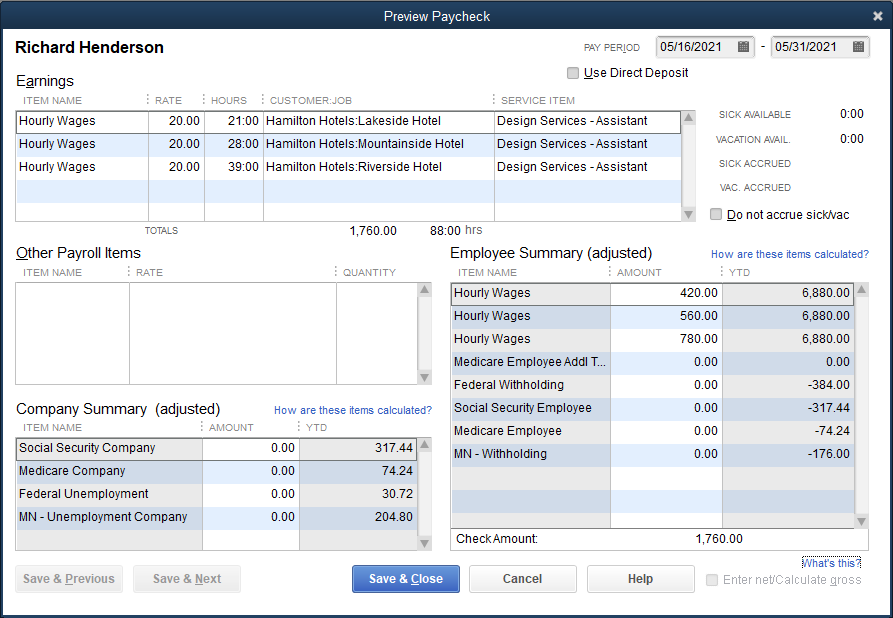 Preview Paycheck
Richard Henderson
PAY PERIOD 05/16/2021 - 05/31/2021
Use Direct Deposit
Earnings
ITEM NAME RATE HOURS CUSTOMER:JOB SERVICE ITEM
Hourly Wages 20.00 21:00 Hamilton Hotels:Lakeside Hotel Design Services - Assistant
Hourly Wages 20.00 28:00 Hamilton Hotels:Mountainside Hotel Design Services - Assistant
Hourly Wages 20.00 39:00 Hamilton Hotels:Riverside Hotel Design Services - Assistant
TOTALS 1,760.00 88:00 hrs
SICK AVAILABLE 0:00
VACATION AVAIL. 0:00
SICK ACCRUED
VAC. ACCRUED
Do not accrue sick/vac
Other Payroll Items
ITEM NAME RATE QUANTITY
Company Summary (adjusted) How are these items calculated?
ITEM NAME AMOUNT YTD
Social Security Company 0.00 317.44
Medicare Company 0.00 74.24
Federal Unemployment 0.00 30.72
MN - Unemployment Company 0.00 204.80
Employee Summary (adjusted) How are these items calculated?
ITEM NAME AMOUNT YTD
Hourly Wages 420.00 6,880.00
Hourly Wages 560.00 6,880.00
Hourly Wages 780.00 6,880.00
Medicare Employee Addl T... 0.00 0.00
Federal Withholding 0.00 -384.00
Social Security Employee 0.00 -317.44
Medicare Employee 0.00 -74.24
MN - Withholding 0.00 -176.00
Check Amount: 1,760.00
What's this?
Save & Previous Save & Next Save & Close Cancel Help Enter net/Calculate gross